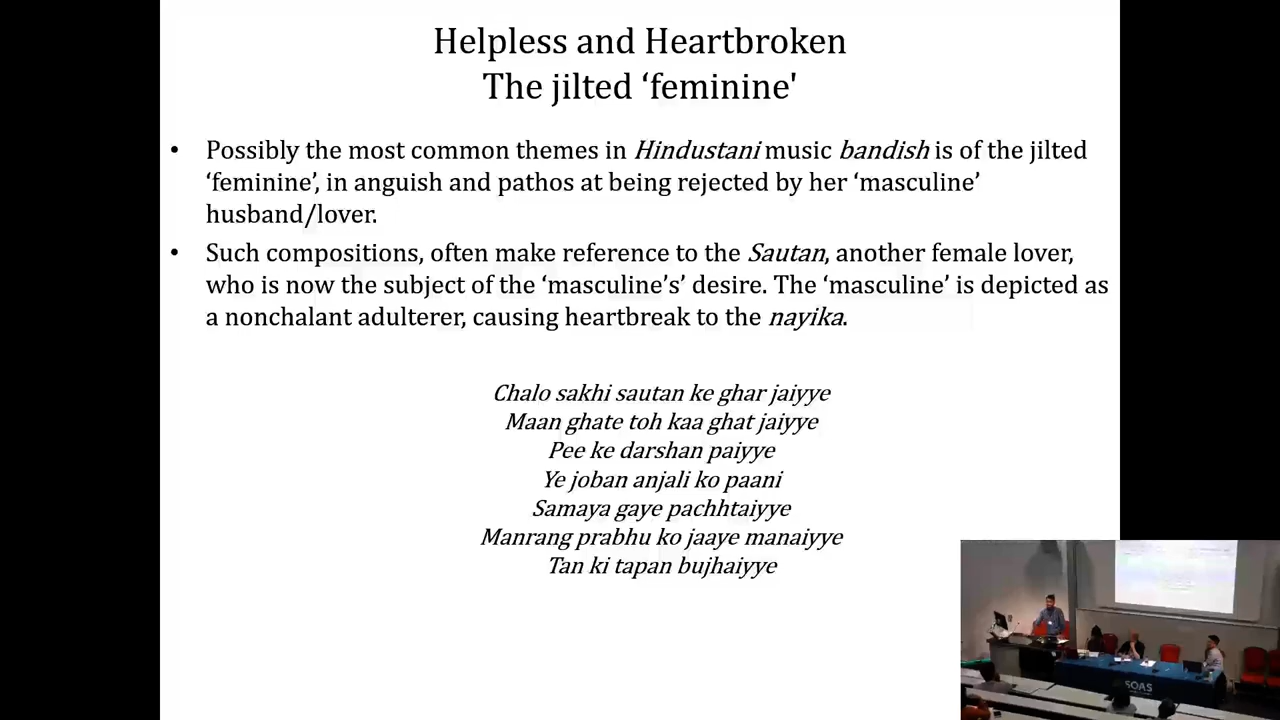 Helpless and Heartbroken
The jilted ‘feminine'
• Possibly the most common themes in Hindustani music bandish is of the jilted
‘feminine’, in anguish and pathos at being rejected by her ‘masculine’
husband/lover.
• Such compositions, often make reference to the Sautan, another female lover,
who is now the subject of the ‘masculine’s’ desire. The ‘masculine’ is depicted as
a nonchalant adulterer, causing heartbreak to the nayika.
Chalo sakhi sautan ke ghar jaiyye
Maan ghate toh kaa ghat jaiyye
Pee ke darshan paiyye
Ye joban anjali ko paani
Samaya gaye pachhtaiyye
Manrang prabhu ko jaaye manaiyye
Tan ki tapan bujhaiyye
SOAS